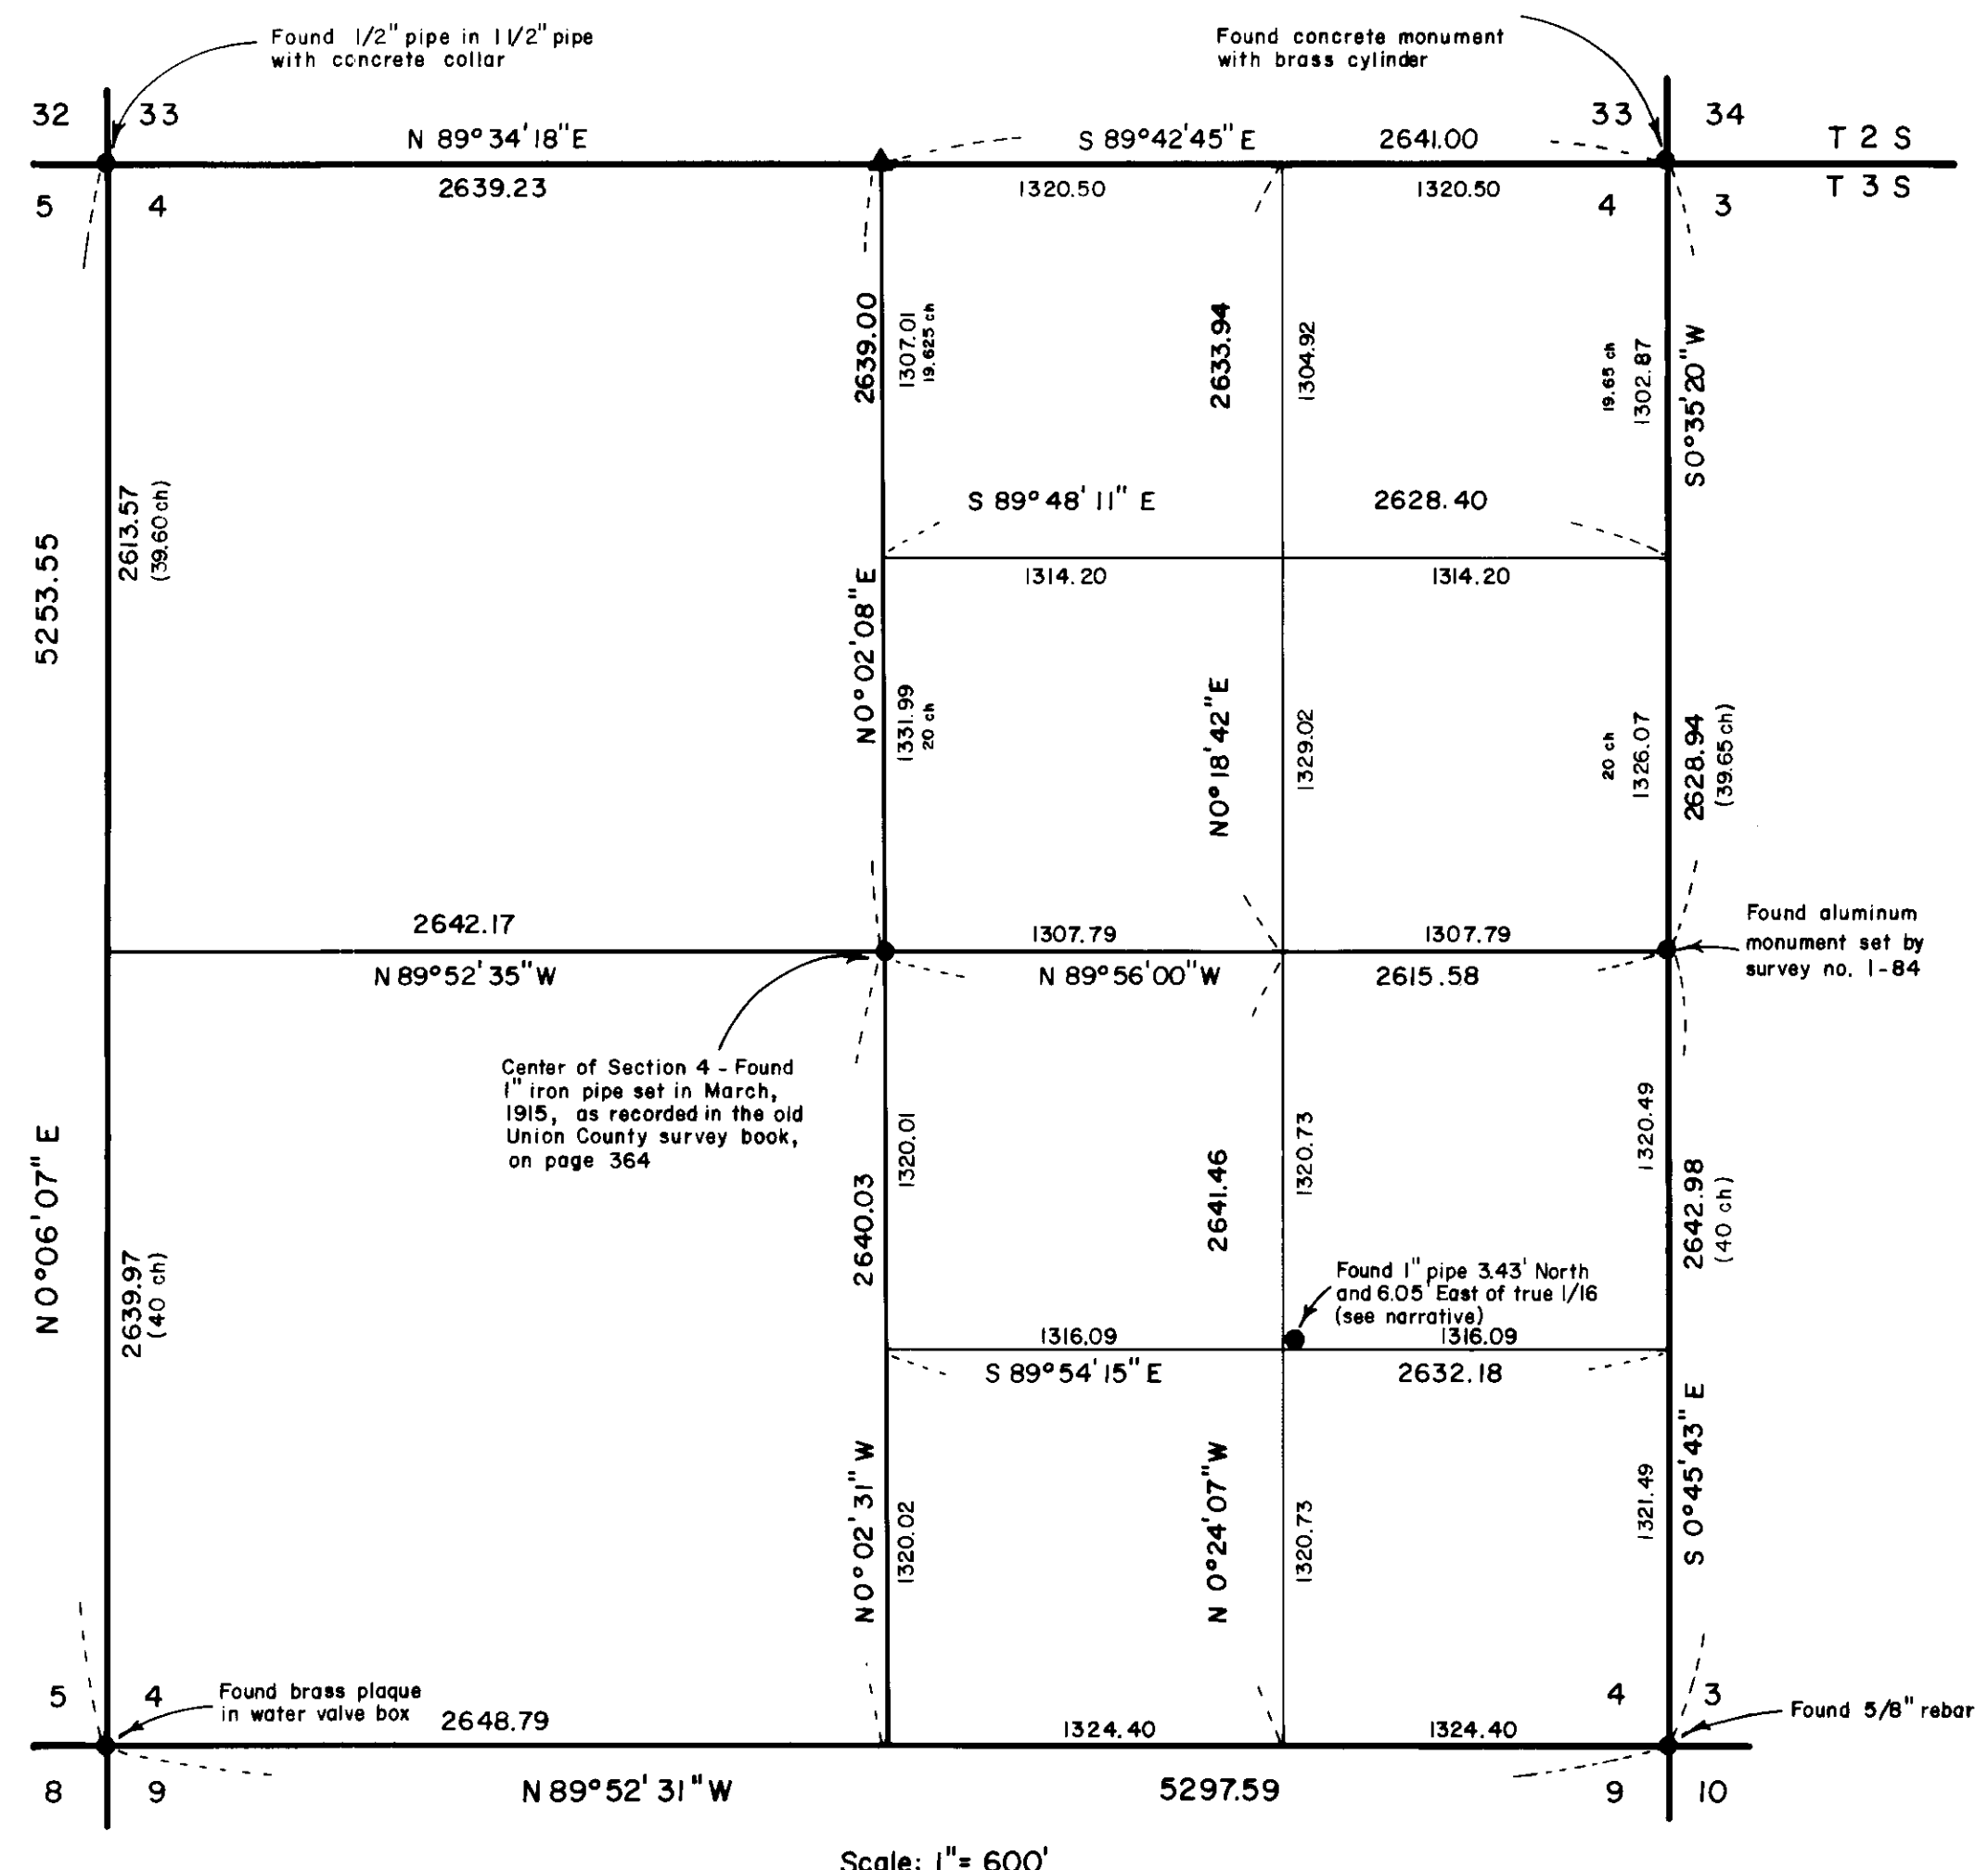 Found 1/2" pipe in 1 1/2" pipe
with concrete collar
Found concrete monument
with brass cylinder
32 33
33 34
N 89° 34' 18" E
S 89° 42' 45" E 2641.00
T 2 S
5 4
2639.23
1320.50
1320.50
4 3
T 3 S
2639.00
1307.01
19.625 ch
2633.94
1304.92
19.65 ch
1302.87
S 0° 35' 20" W
5253.55
2613.57
(39.60 ch)
S 89° 48' 11" E 2628.40
1314.20
1314.20
N 0° 02' 08" E
1331.99
20 ch
N 0° 18' 42" E
1329.02
20 ch
1326.07
2628.94
(39.65 ch)
2642.17
N 89° 52' 35" W
1307.79
1307.79
N 89° 56' 00" W 2615.58
Found aluminum
monument set by
survey no. 1-84
Center of Section 4 - Found
1" iron pipe set in March,
1915, as recorded in the old
Union County survey book,
on page 364
N 0° 06' 07" E
2639.97
(40 ch)
2640.03
1320.01
2641.46
1320.73
1320.49
2642.98
(40 ch)
Found 1" pipe 3.43' North
and 6.05' East of true 1/16
(see narrative)
1316.09
1316.09
S 89° 54' 15" E 2632.18
N 0° 02' 31" W
1320.02
N 0° 24' 07" W
1320.73
1321.49
S 0° 45' 43" E
5 4
Found brass plaque
in water valve box
2648.79
1324.40
1324.40
4 3
Found 5/8" rebar
8 9
N 89° 52' 31" W
5297.59
9 10
Scale: 1" = 600'